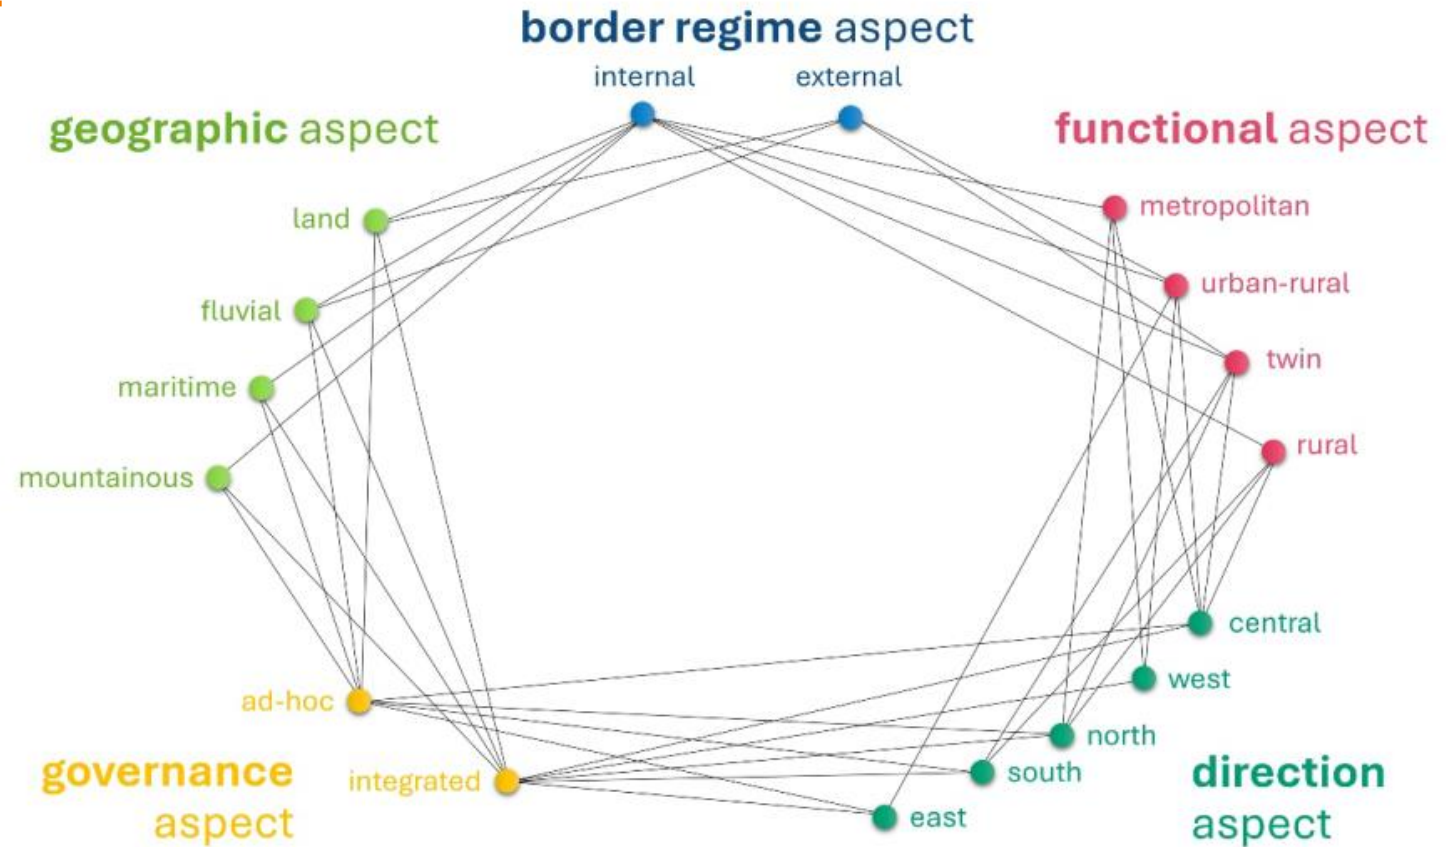 border regime aspect
internal
external
geographic aspect
functional aspect
land
metropolitan
fluvial
urban-rural
maritime
twin
mountainous
rural
central
ad-hoc
west
north
governance
aspect
integrated
south
direction
aspect
east